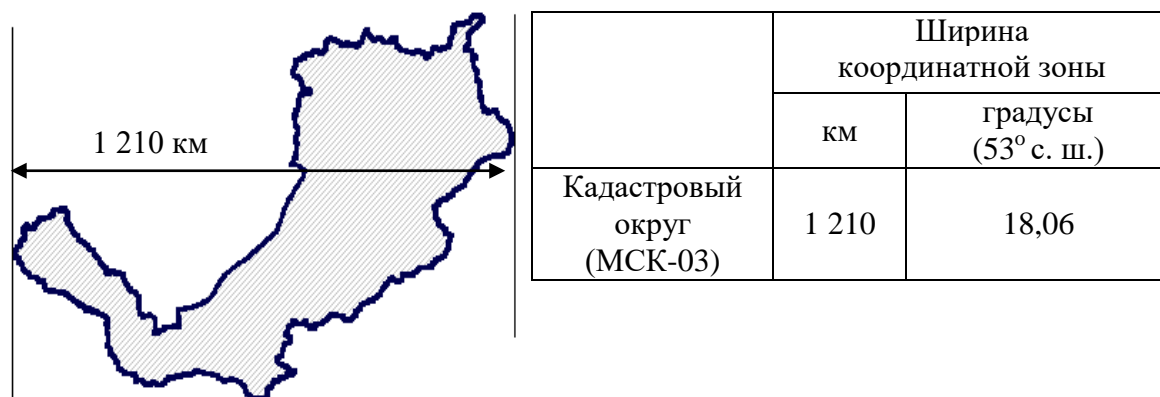 1 210 км
Ширина
координатной зоны
км
градусы
(53° с. ш.)
Кадастровый
округ
(МСК-03)
1 210
18,06